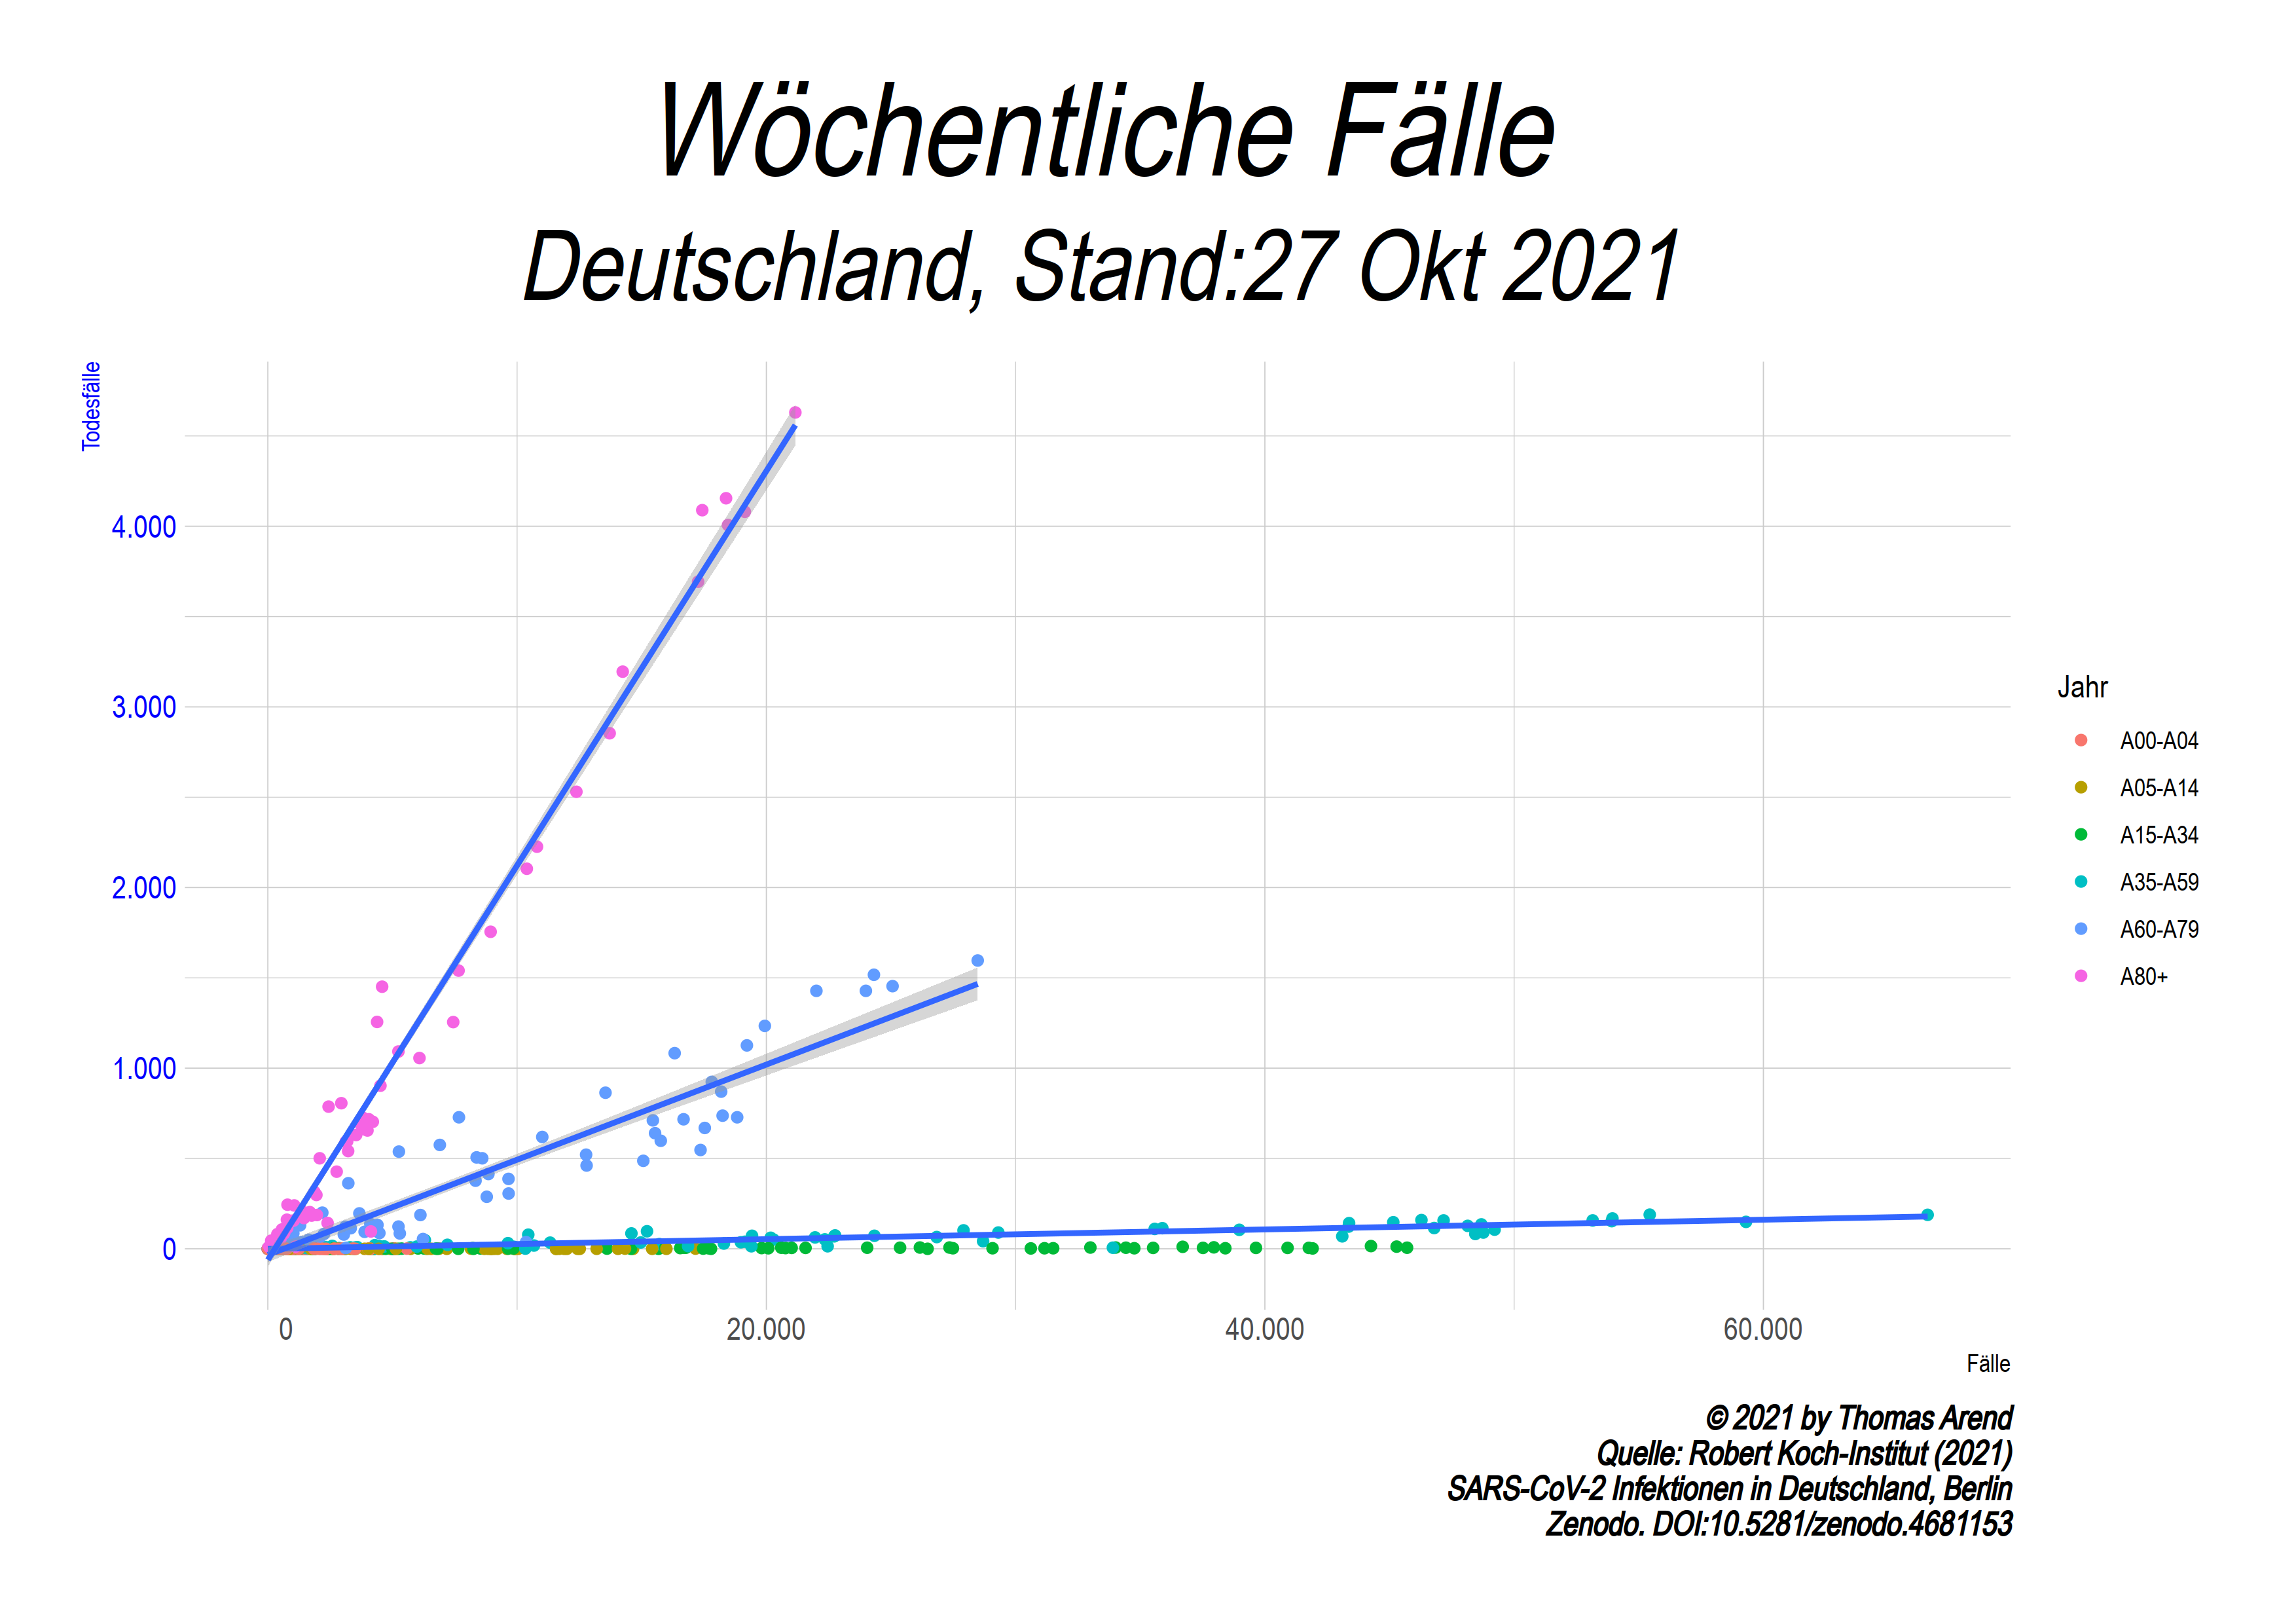 Wöchentliche Fälle
Deutschland, Stand:27 Okt 2021
Todesfälle
4.000
3.000
2.000
1.000
0
0 20.000 40.000 60.000
Fälle
Jahr
A00-A04
A05-A14
A15-A34
A35-A59
A60-A79
A80+
© 2021 by Thomas Arend
Quelle: Robert Koch-Institut (2021)
SARS-CoV-2 Infektionen in Deutschland, Berlin
Zenodo. DOI:10.5281/zenodo.4681153